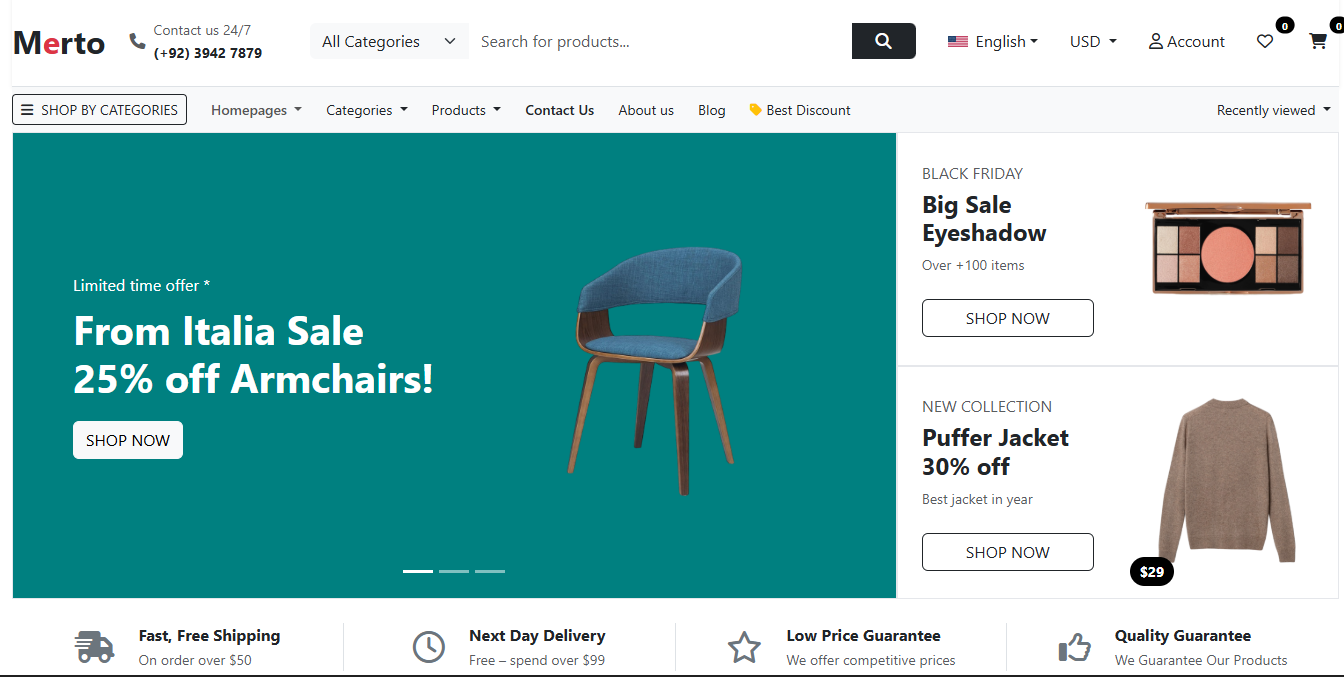 Merto
Contact us 24/7
(+92) 3942 7879
All Categories
Search for products...
English
USD
Account
0
0
SHOP BY CATEGORIES
Homepages
Categories
Products
Contact Us
About us
Blog
Best Discount
Recently viewed
Limited time offer *
From Italia Sale
25% off Armchairs!
SHOP NOW
BLACK FRIDAY
Big Sale
Eyeshadow
Over +100 items
SHOP NOW
NEW COLLECTION
Puffer Jacket
30% off
Best jacket in year
SHOP NOW
$29
Fast, Free Shipping
On order over $50
Next Day Delivery
Free – spend over $99
Low Price Guarantee
We offer competitive prices
Quality Guarantee
We Guarantee Our Products